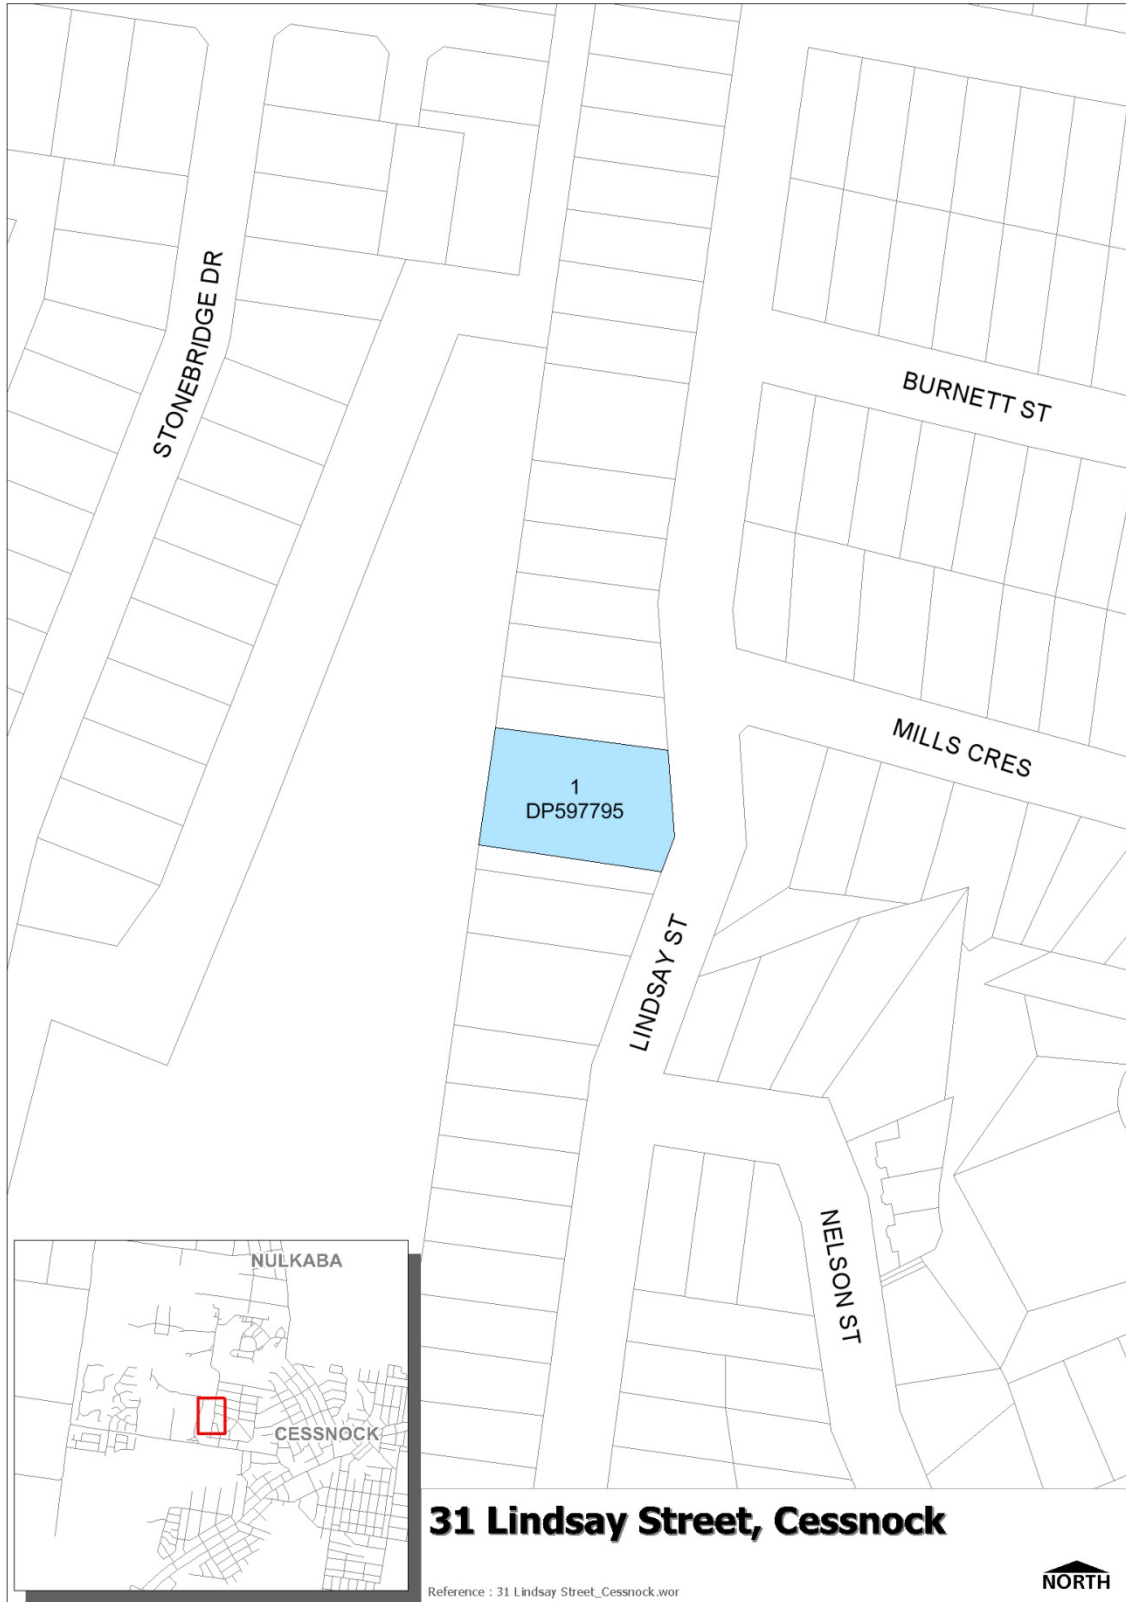 STONEBRIDGE DR
BURNETT ST
MILLS CRES
1
DP597795
LINDSAY ST
NELSON ST
NULKABA
CESSNOCK
31 Lindsay Street, Cessnock
Reference : 31 Lindsay Street_Cessnock.wor
NORTH